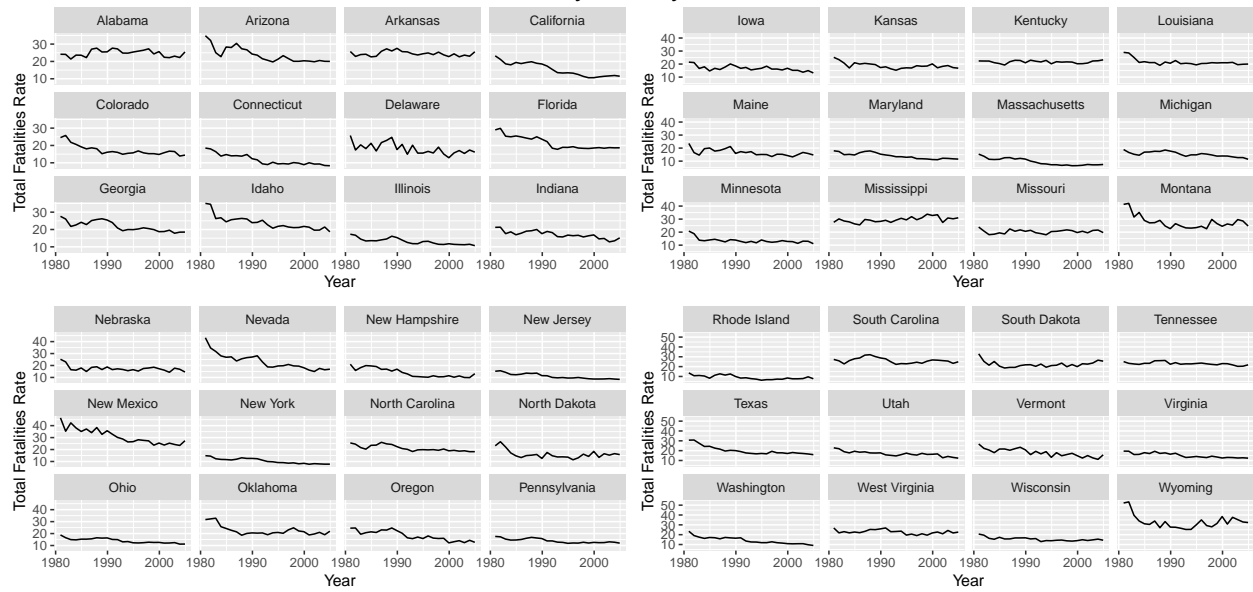 Alabama Arizona Arkansas California
Colorado Connecticut Delaware Florida
Georgia Idaho Illinois Indiana
30
20
10
30
20
10
30
20
10
1980 1990 2000 1980 1990 2000 1980 1990 2000 1980 1990 2000
Year
Total Fatalities Rate
Iowa Kansas Kentucky Louisiana
Maine Maryland Massachusetts Michigan
Minnesota Mississippi Missouri Montana
40
30
20
10
40
30
20
10
40
30
20
10
1980 1990 2000 1980 1990 2000 1980 1990 2000 1980 1990 2000
Year
Total Fatalities Rate
Nebraska Nevada New Hampshire New Jersey
New Mexico New York North Carolina North Dakota
Ohio Oklahoma Oregon Pennsylvania
40
30
20
10
40
30
20
10
40
30
20
10
1980 1990 2000 1980 1990 2000 1980 1990 2000 1980 1990 2000
Year
Total Fatalities Rate
Rhode Island South Carolina South Dakota Tennessee
Texas Utah Vermont Virginia
Washington West Virginia Wisconsin Wyoming
50
40
30
20
10
50
40
30
20
10
50
40
30
20
10
1980 1990 2000 1980 1990 2000 1980 1990 2000 1980 1990 2000
Year
Total Fatalities Rate